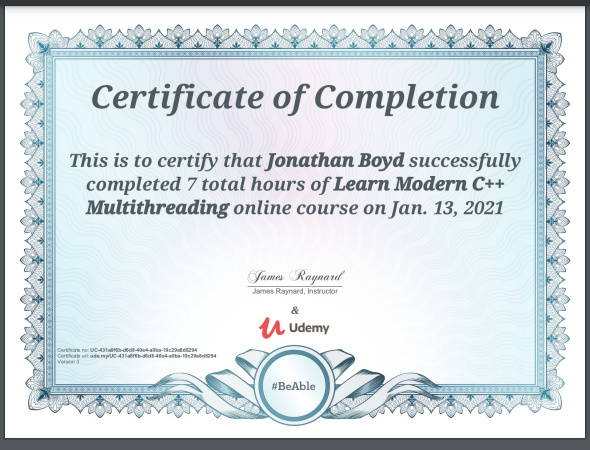 Certificate of Completion
This is to certify that Jonathan Boyd successfully
completed 7 total hours of Learn Modern C++
Multithreading online course on Jan. 13, 2021
James Raynard
James Raynard, Instructor
&
Udemy
Certificate no: UC-431a8f6b-d6d8-40e4-a8ba-19c29a8d8294
Certificate url: ude.my/UC-431a8f6b-d6d8-40e4-a8ba-19c29a8d8294
Version 3
#BeAble